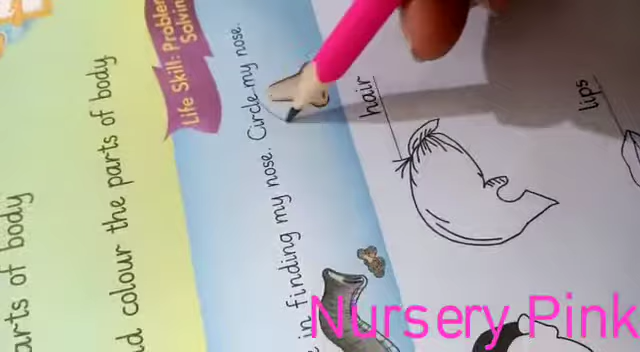 arts of body
d colour the parts of body
Life Skill: Problem
Solvin
e in finding my nose. Circle my nose.
hair
lips
Nursery Pink